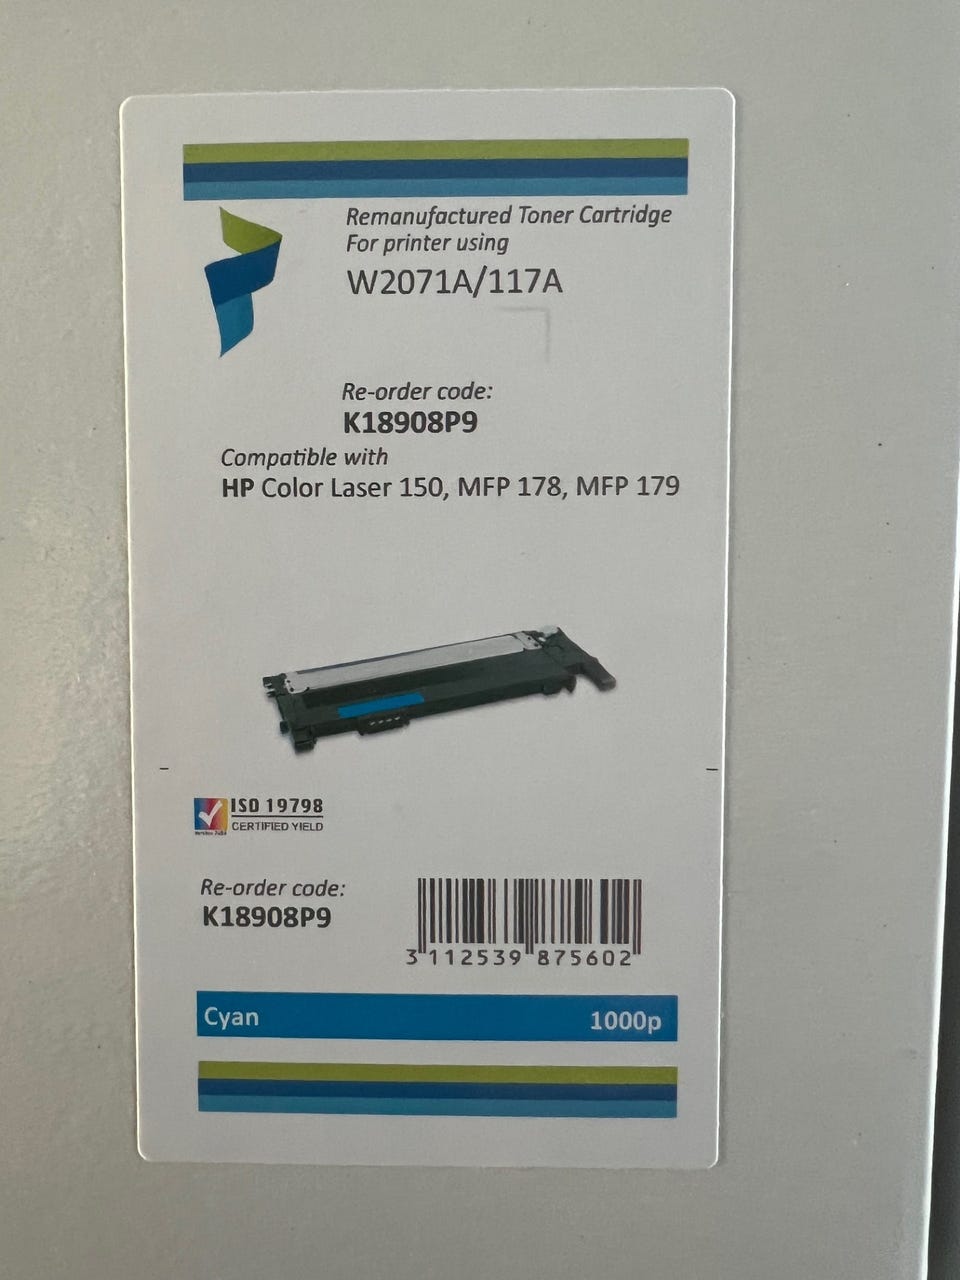 Remanufactured Toner Cartridge
For printer using
W2071A/117A
Re-order code:
K18908P9
Compatible with
HP Color Laser 150, MFP 178, MFP 179
ISO 19798
CERTIFIED YIELD
Re-order code:
K18908P9
3 112539 875602
Cyan 1000p